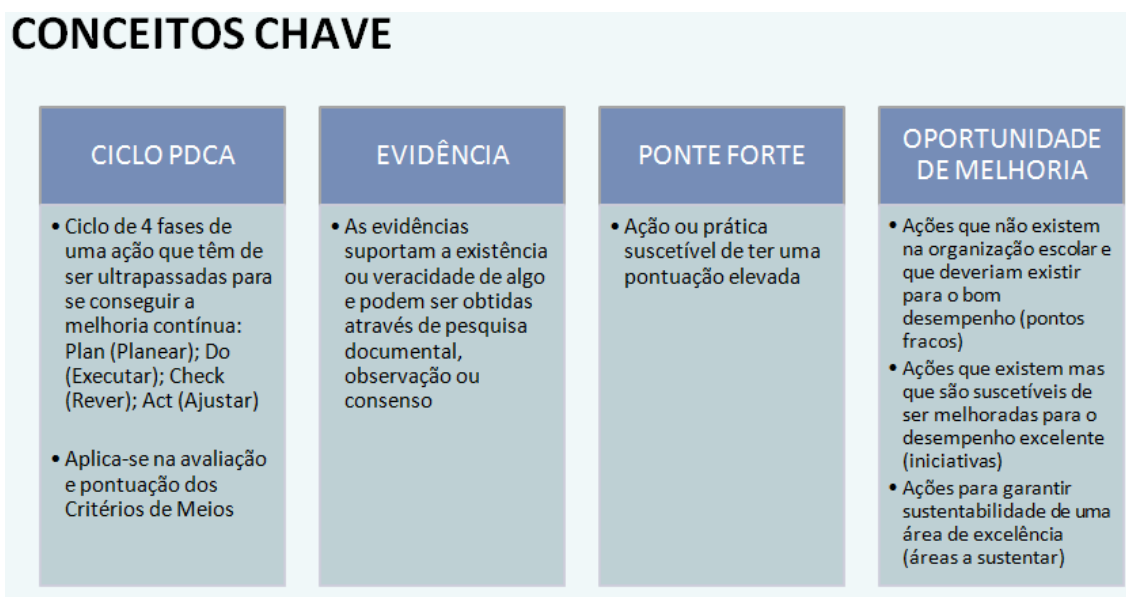 CONCEITOS CHAVE
CICLO PDCA
• Ciclo de 4 fases de
uma ação que têm de
ser ultrapassadas para
se conseguir a
melhoria contínua:
Plan (Planear); Do
(Executar); Check
(Rever); Act (Ajustar)
• Aplica-se na avaliação
e pontuação dos
Critérios de Meios
EVIDÊNCIA
• As evidências
suportam a existência
ou veracidade de algo
e podem ser obtidas
através de pesquisa
documental,
observação ou
consenso
PONTE FORTE
• Ação ou prática
suscetível de ter uma
pontuação elevada
OPORTUNIDADE
DE MELHORIA
• Ações que não existem
na organização escolar e
que deveriam existir
para o bom
desempenho (pontos
fracos)
• Ações que existem mas
que são suscetíveis de
ser melhoradas para o
desempenho excelente
(iniciativas)
• Ações para garantir
sustentabilidade de uma
área de excelência
(áreas a sustentar)